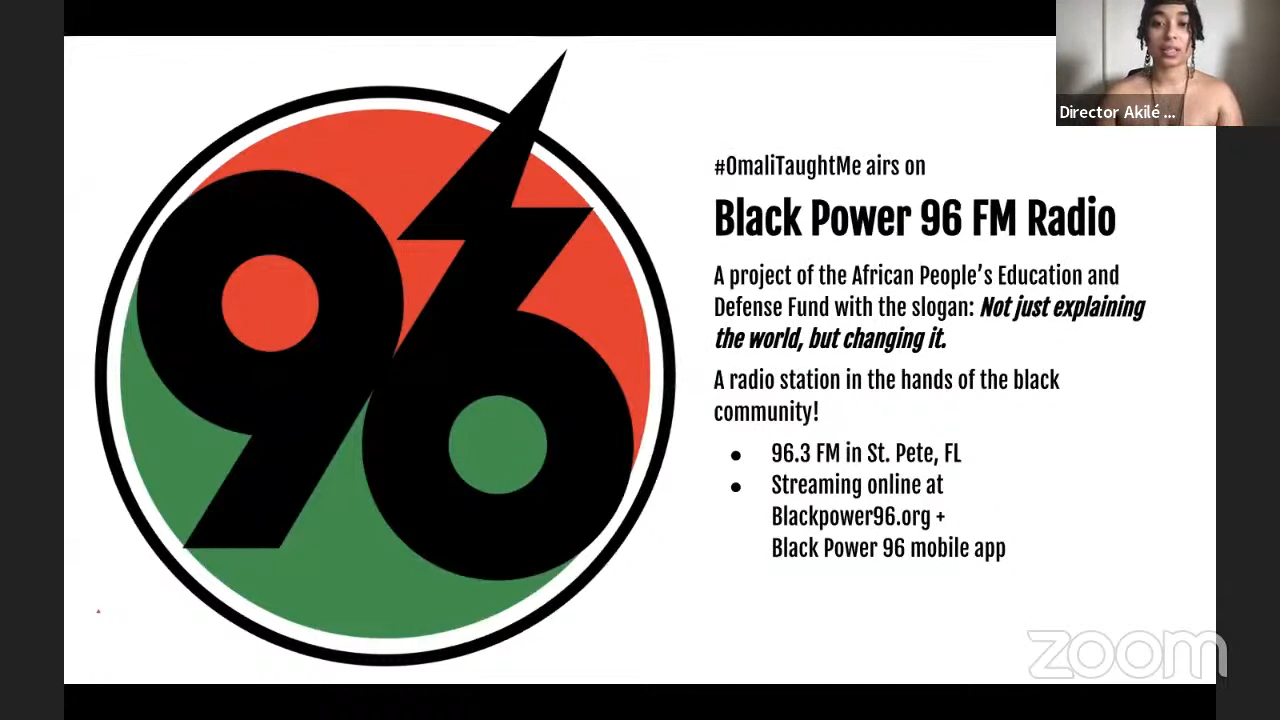 Director Akilé ...
96
#OmaliTaughtMe airs on
Black Power 96 FM Radio
A project of the African People's Education and
Defense Fund with the slogan: Not just explaining
the world, but changing it.
A radio station in the hands of the black
community!
● 96.3 FM in St. Pete, FL
● Streaming online at
Blackpower96.org +
Black Power 96 mobile app
zoom